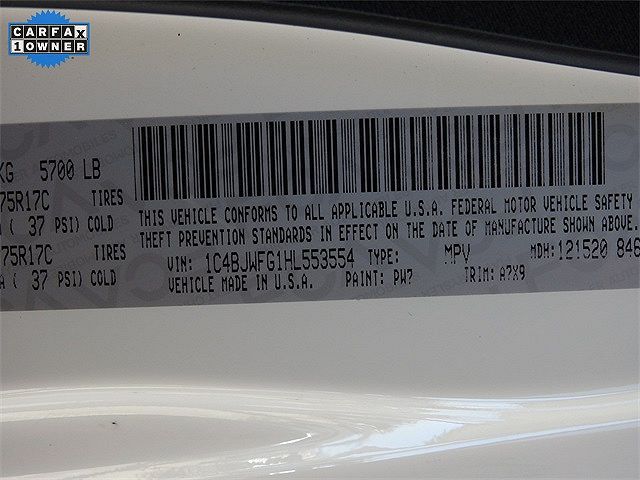 CARFAX
1 OWNER
KG 5700 LB
75R17C TIRES
( 37 PSI) COLD
75R17C TIRES
A ( 37 PSI) COLD
THIS VEHICLE CONFORMS TO ALL APPLICABLE U.S.A. FEDERAL MOTOR VEHICLE SAFETY
THEFT PREVENTION STANDARDS IN EFFECT ON THE DATE OF MANUFACTURE SHOWN ABOVE.
VIN: 1C4BJWFG1HL553554 TYPE: MPV MDH:121520 846
VEHICLE MADE IN U.S.A. PAINT: PW7 TRIM: A7X9